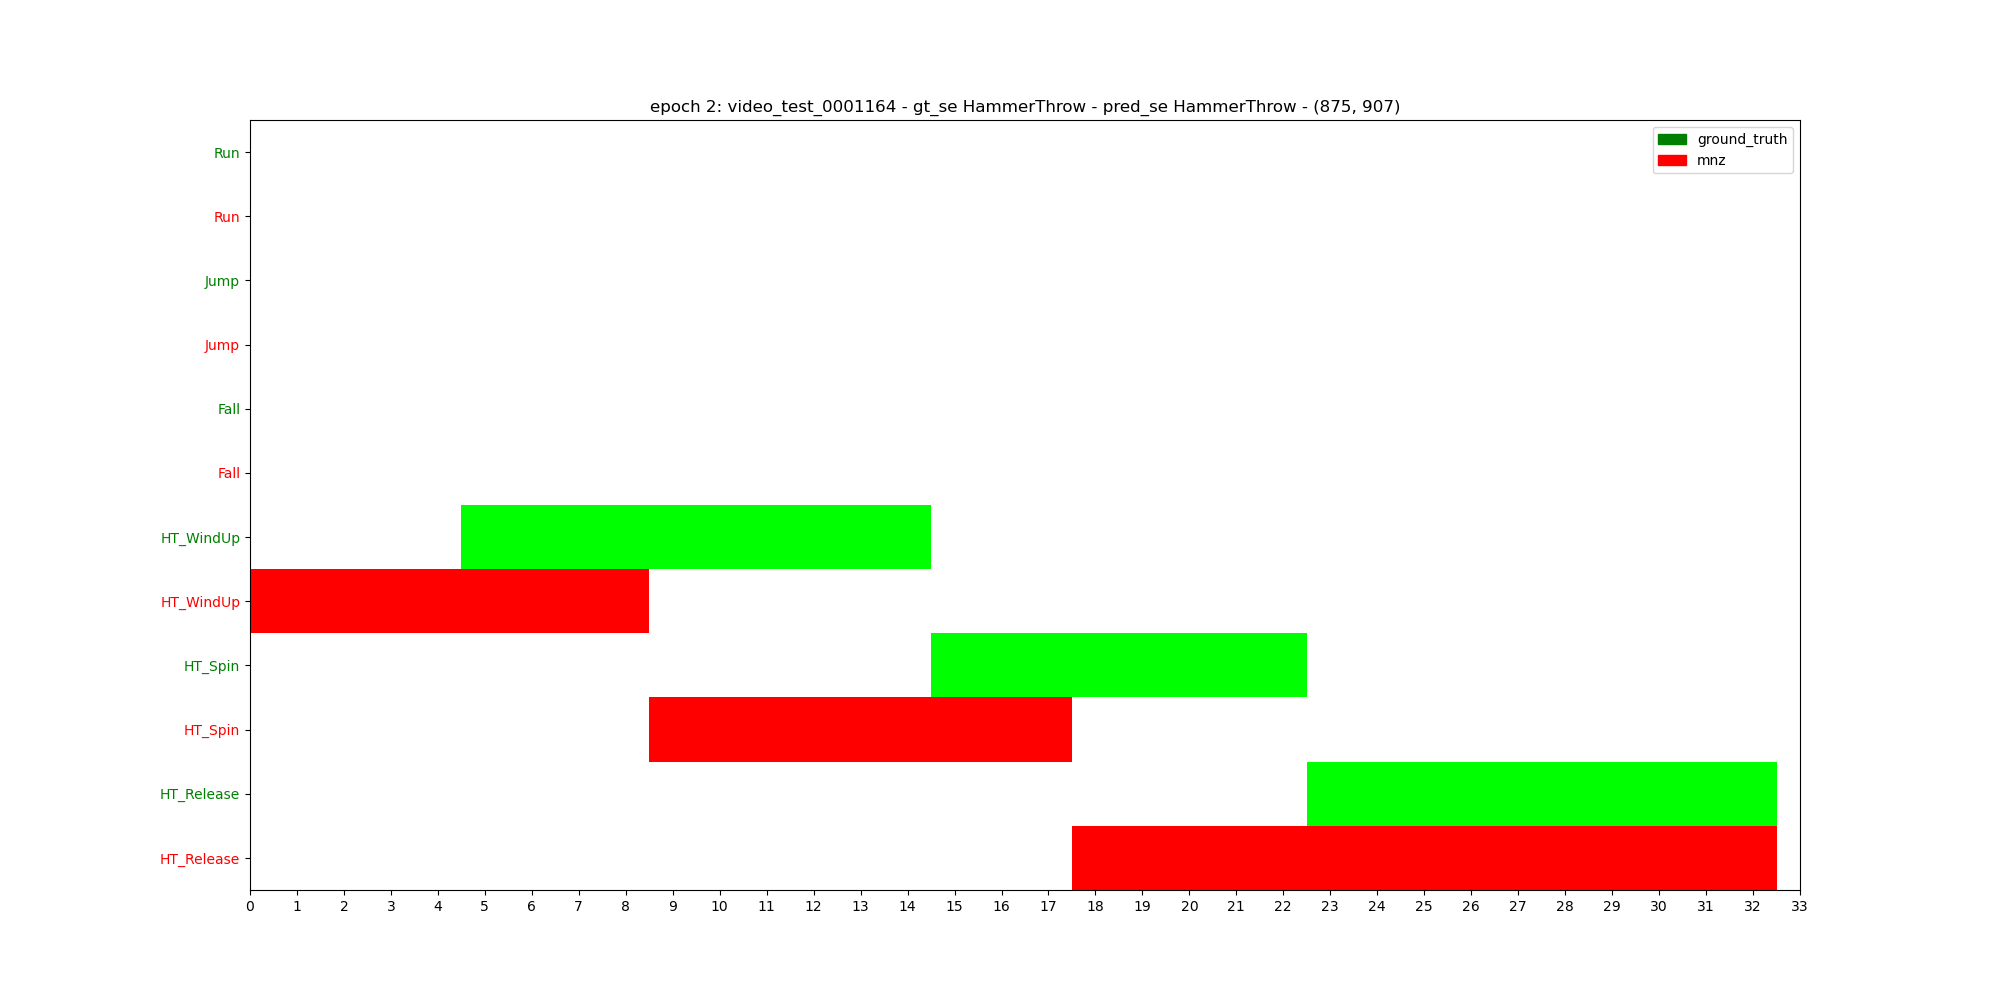 epoch 2: video_test_0001164 - gt_se HammerThrow - pred_se HammerThrow - (875, 907)
ground_truth
mnz
Run
Run
Jump
Jump
Fall
Fall
HT_WindUp
HT_WindUp
HT_Spin
HT_Spin
HT_Release
HT_Release
0 1 2 3 4 5 6 7 8 9 10 11 12 13 14 15 16 17 18 19 20 21 22 23 24 25 26 27 28 29 30 31 32 33